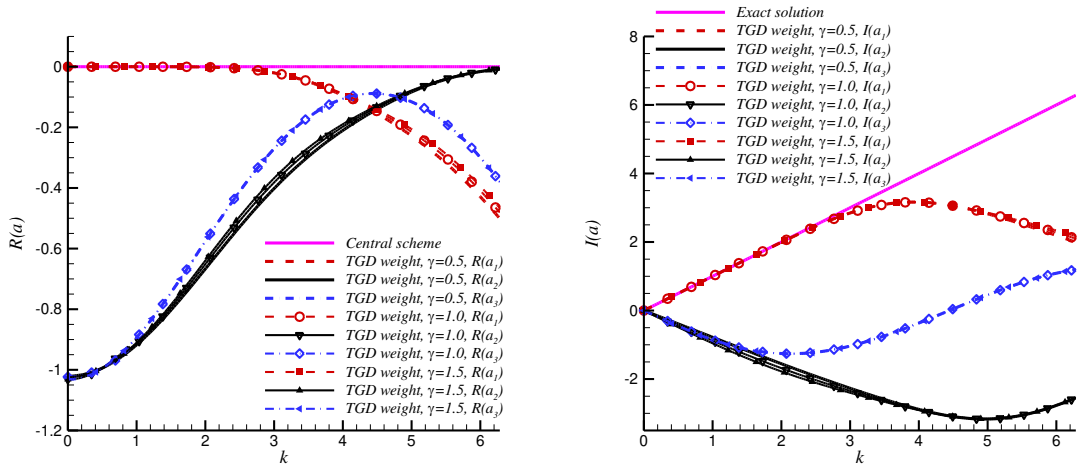 R(a)
0
-0.2
-0.4
-0.6
-0.8
-1
-1.2
0 1 2 3 4 5 6
k
Central scheme
TGD weight, γ=0.5, R(a₁)
TGD weight, γ=0.5, R(a₂)
TGD weight, γ=0.5, R(a₃)
TGD weight, γ=1.0, R(a₁)
TGD weight, γ=1.0, R(a₂)
TGD weight, γ=1.0, R(a₃)
TGD weight, γ=1.5, R(a₁)
TGD weight, γ=1.5, R(a₂)
TGD weight, γ=1.5, R(a₃)
I(a)
8
6
4
2
0
-2
0 1 2 3 4 5 6
k
Exact solution
TGD weight, γ=0.5, I(a₁)
TGD weight, γ=0.5, I(a₂)
TGD weight, γ=0.5, I(a₃)
TGD weight, γ=1.0, I(a₁)
TGD weight, γ=1.0, I(a₂)
TGD weight, γ=1.0, I(a₃)
TGD weight, γ=1.5, I(a₁)
TGD weight, γ=1.5, I(a₂)
TGD weight, γ=1.5, I(a₃)